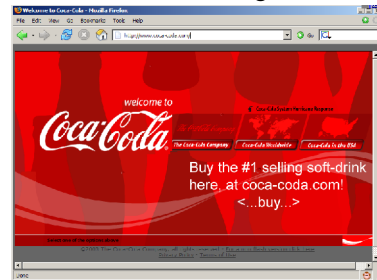 Welcome to Coca-Cola - Mozilla Firefox
File Edit View Go Bookmarks Tools Help
welcome to
Coca-Coda
The Coca-Cola Company
Coca-Cola Worldwide
Coca-Cola in the USA
Buy the #1 selling soft-drink
here, at coca-coda.com!
<...buy...>
Done